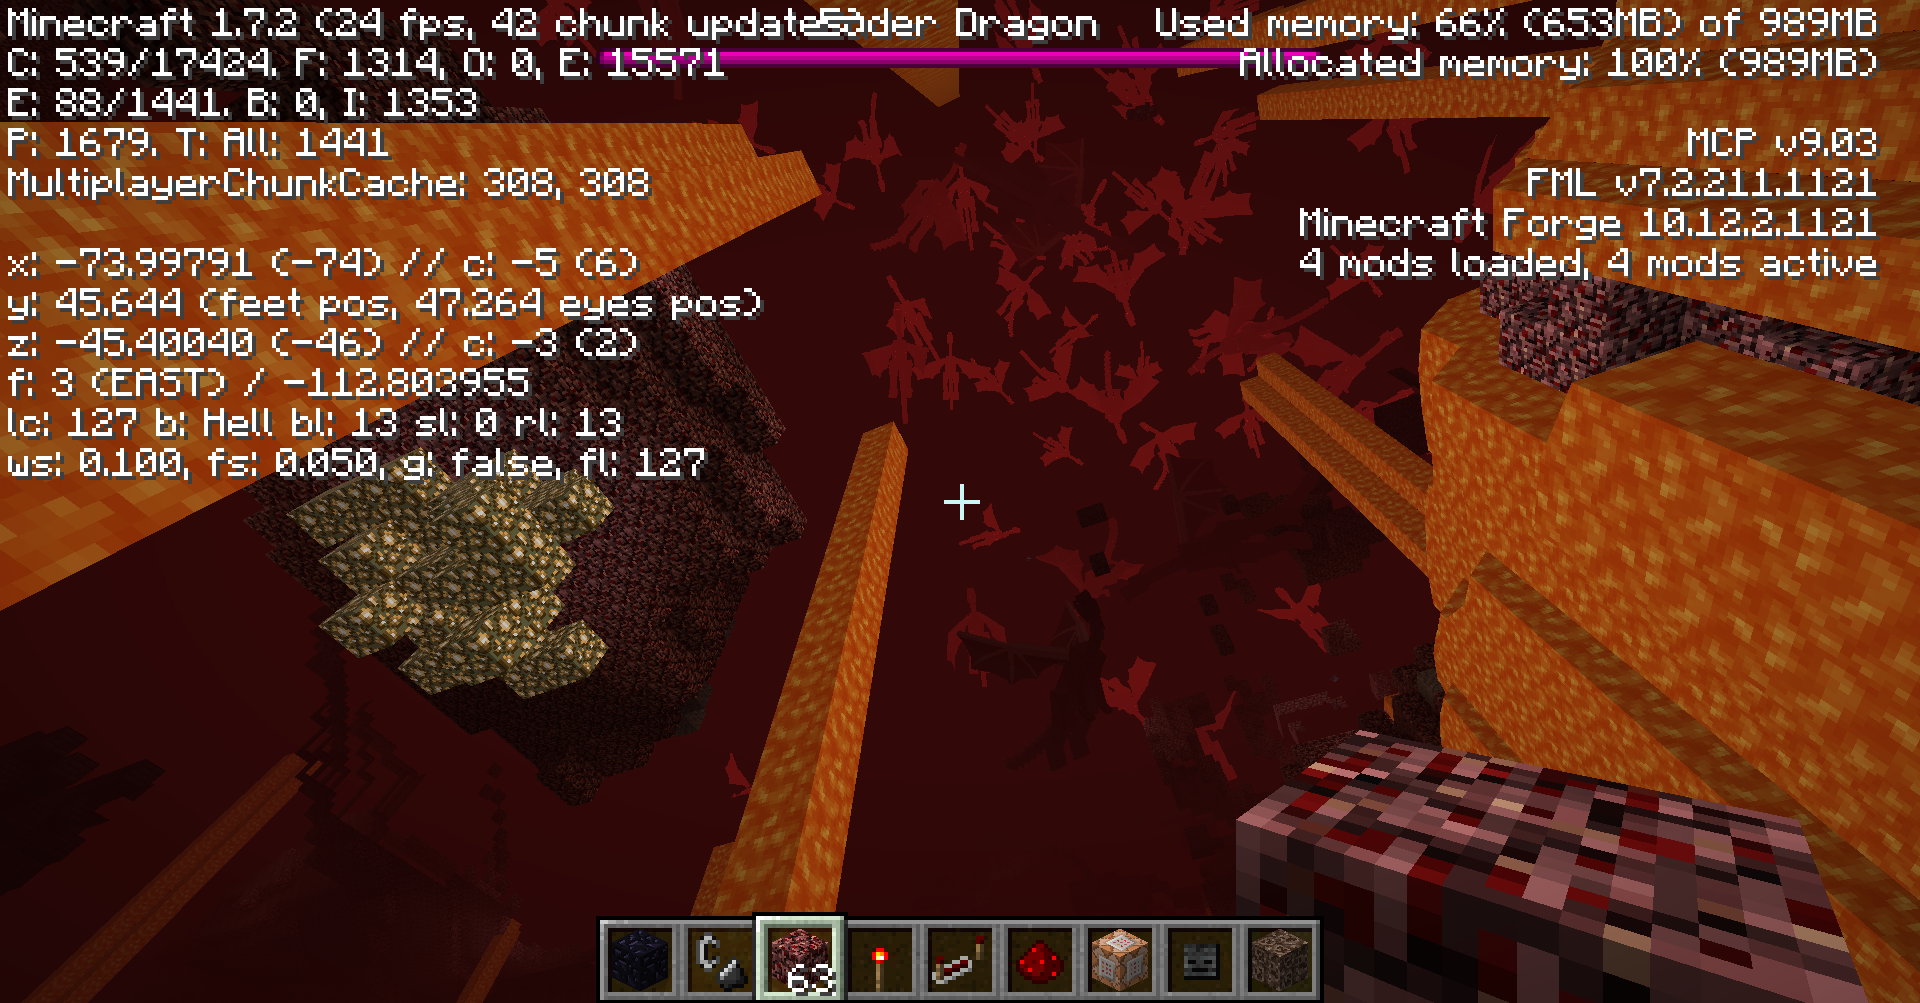 Minecraft 1.7.2 (24 fps, 42 chunk updates)
Ender Dragon
Used memory: 66% (653MB) of 989MB
C: 539/17424. F: 1314, O: 0, E: 15571
Allocated memory: 100% (989MB)
E: 88/1441. B: 0, I: 1353
P: 1679. T: All: 1441
MCP v9.03
MultiplayerChunkCache: 308, 308
FML v7.2.211.1121
Minecraft Forge 10.12.2.1121
x: -73.99791 (-74) // c: -5 (6)
4 mods loaded, 4 mods active
y: 45.644 (feet pos, 47.264 eyes pos)
z: -45.40040 (-46) // c: -3 (2)
f: 3 (EAST) / -112.803955
lc: 127 b: Hell bl: 13 sl: 0 rl: 13
ws: 0.100, fs: 0.050, g: false, fl: 127
63